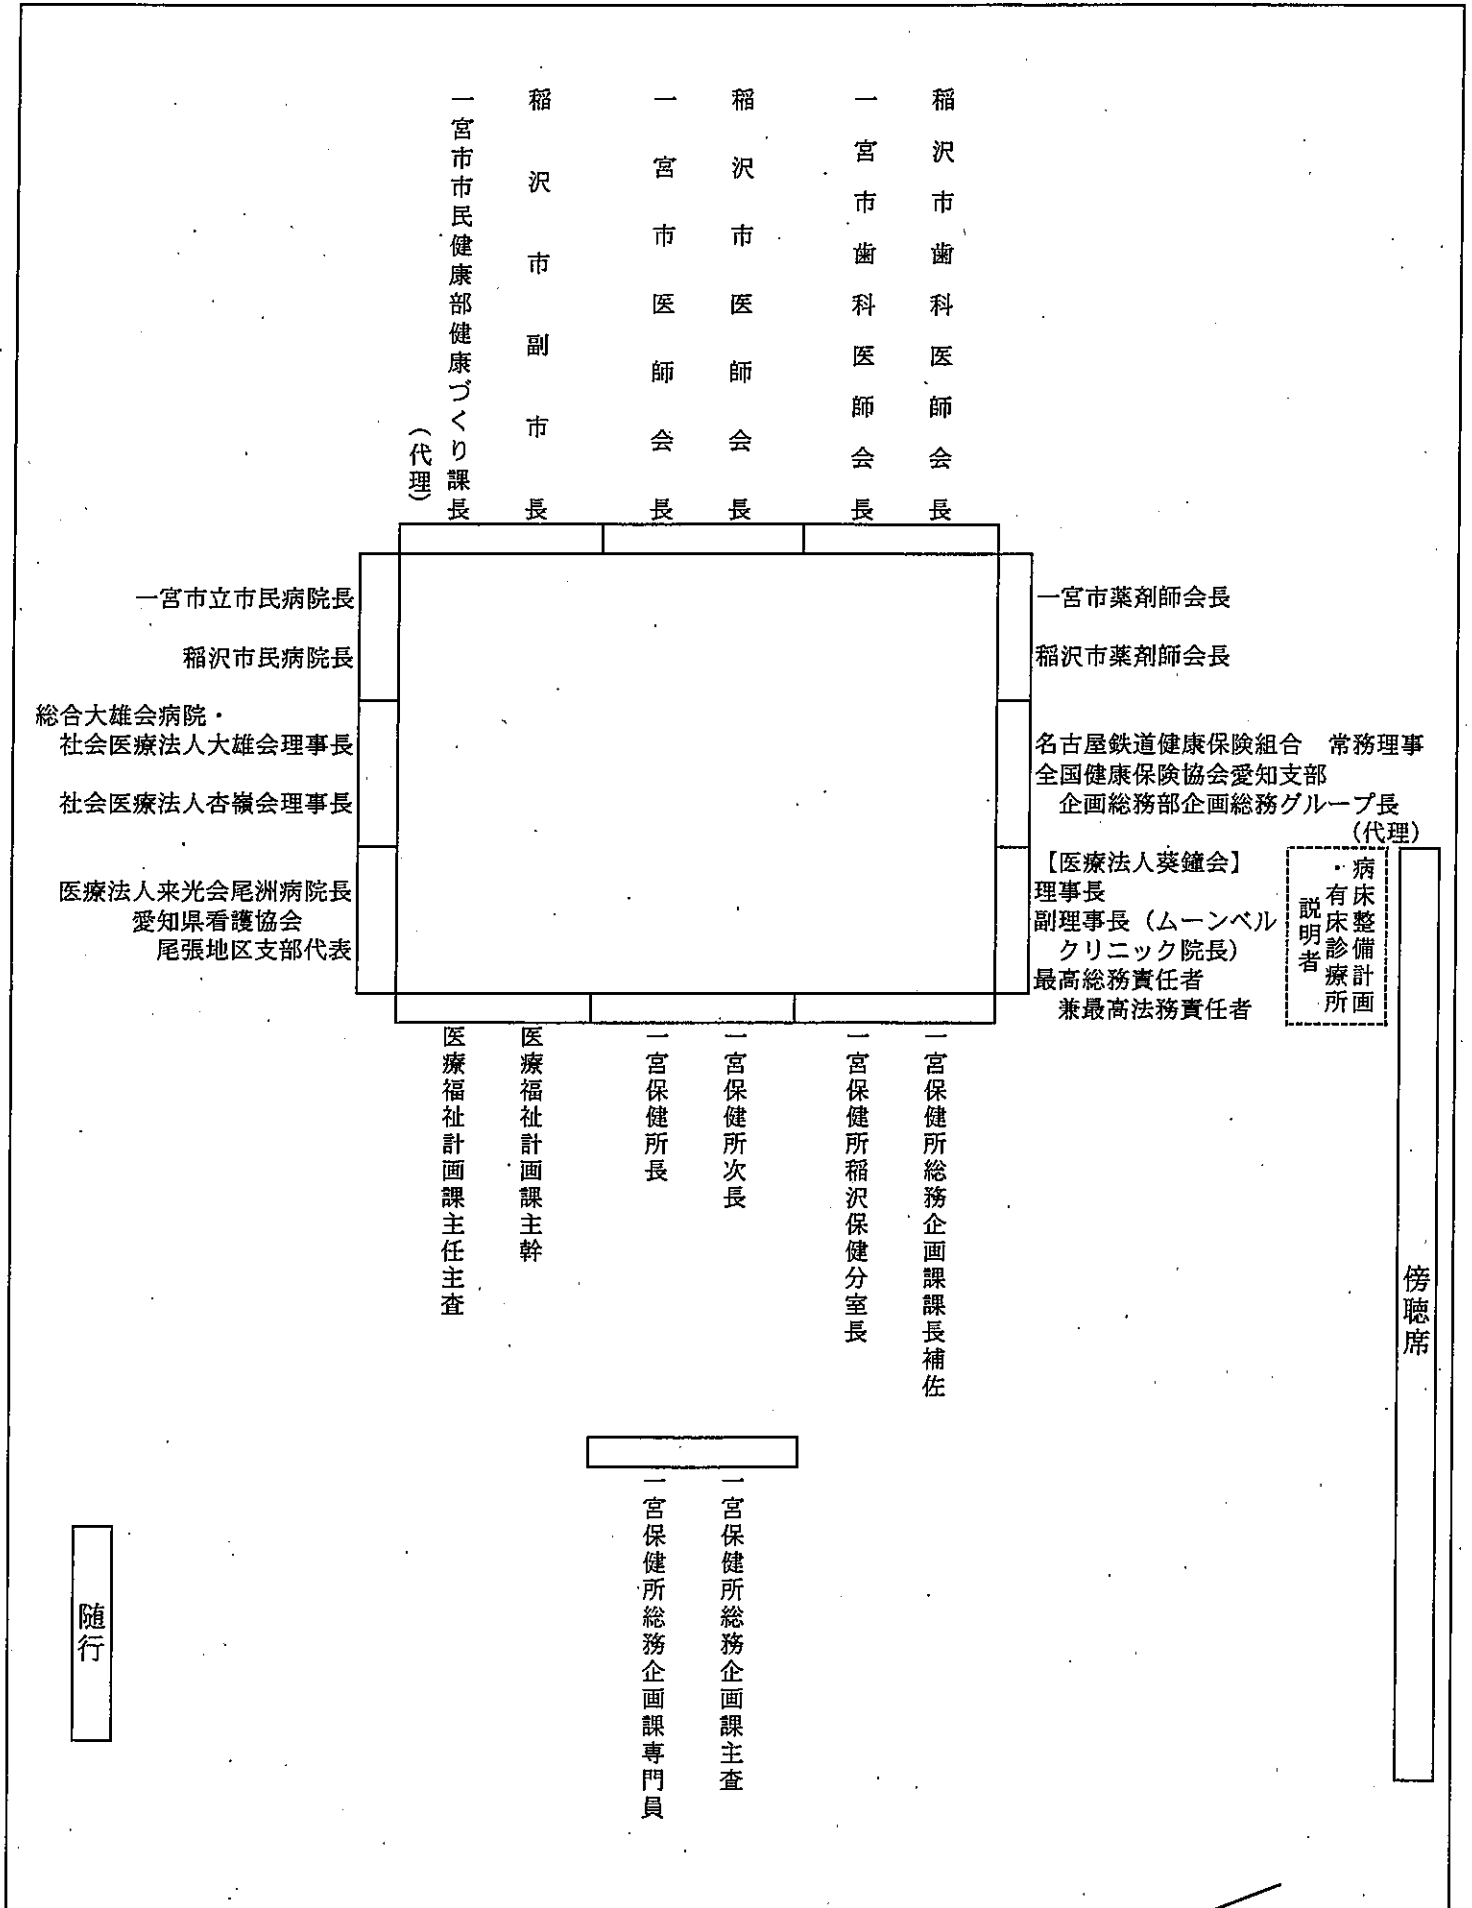 一宮市市民健康部健康づくり課長
（代理）
稲沢市副市長
一宮市医師会長
稲沢市医師会長
一宮市歯科医師会長
稲沢市歯科医師会長
一宮市立市民病院長
稲沢市民病院長
総合大雄会病院・
社会医療法人大雄会理事長
社会医療法人杏嶺会理事長
医療法人来光会尾洲病院長
愛知県看護協会
尾張地区支部代表
一宮市薬剤師会長
稲沢市薬剤師会長
名古屋鉄道健康保険組合　常務理事
全国健康保険協会愛知支部
企画総務部企画総務グループ長
（代理）
【医療法人葵鐘会】
理事長
副理事長（ムーンベル
クリニック院長）
最高総務責任者
兼最高法務責任者
病床整備計画
・有床診療所
説明者
傍聴席
医療福祉計画課主任主査
医療福祉計画課主幹
一宮保健所長
一宮保健所次長
一宮保健所稲沢保健分室長
一宮保健所総務企画課課長補佐
一宮保健所総務企画課専門員
一宮保健所総務企画課主査
随行